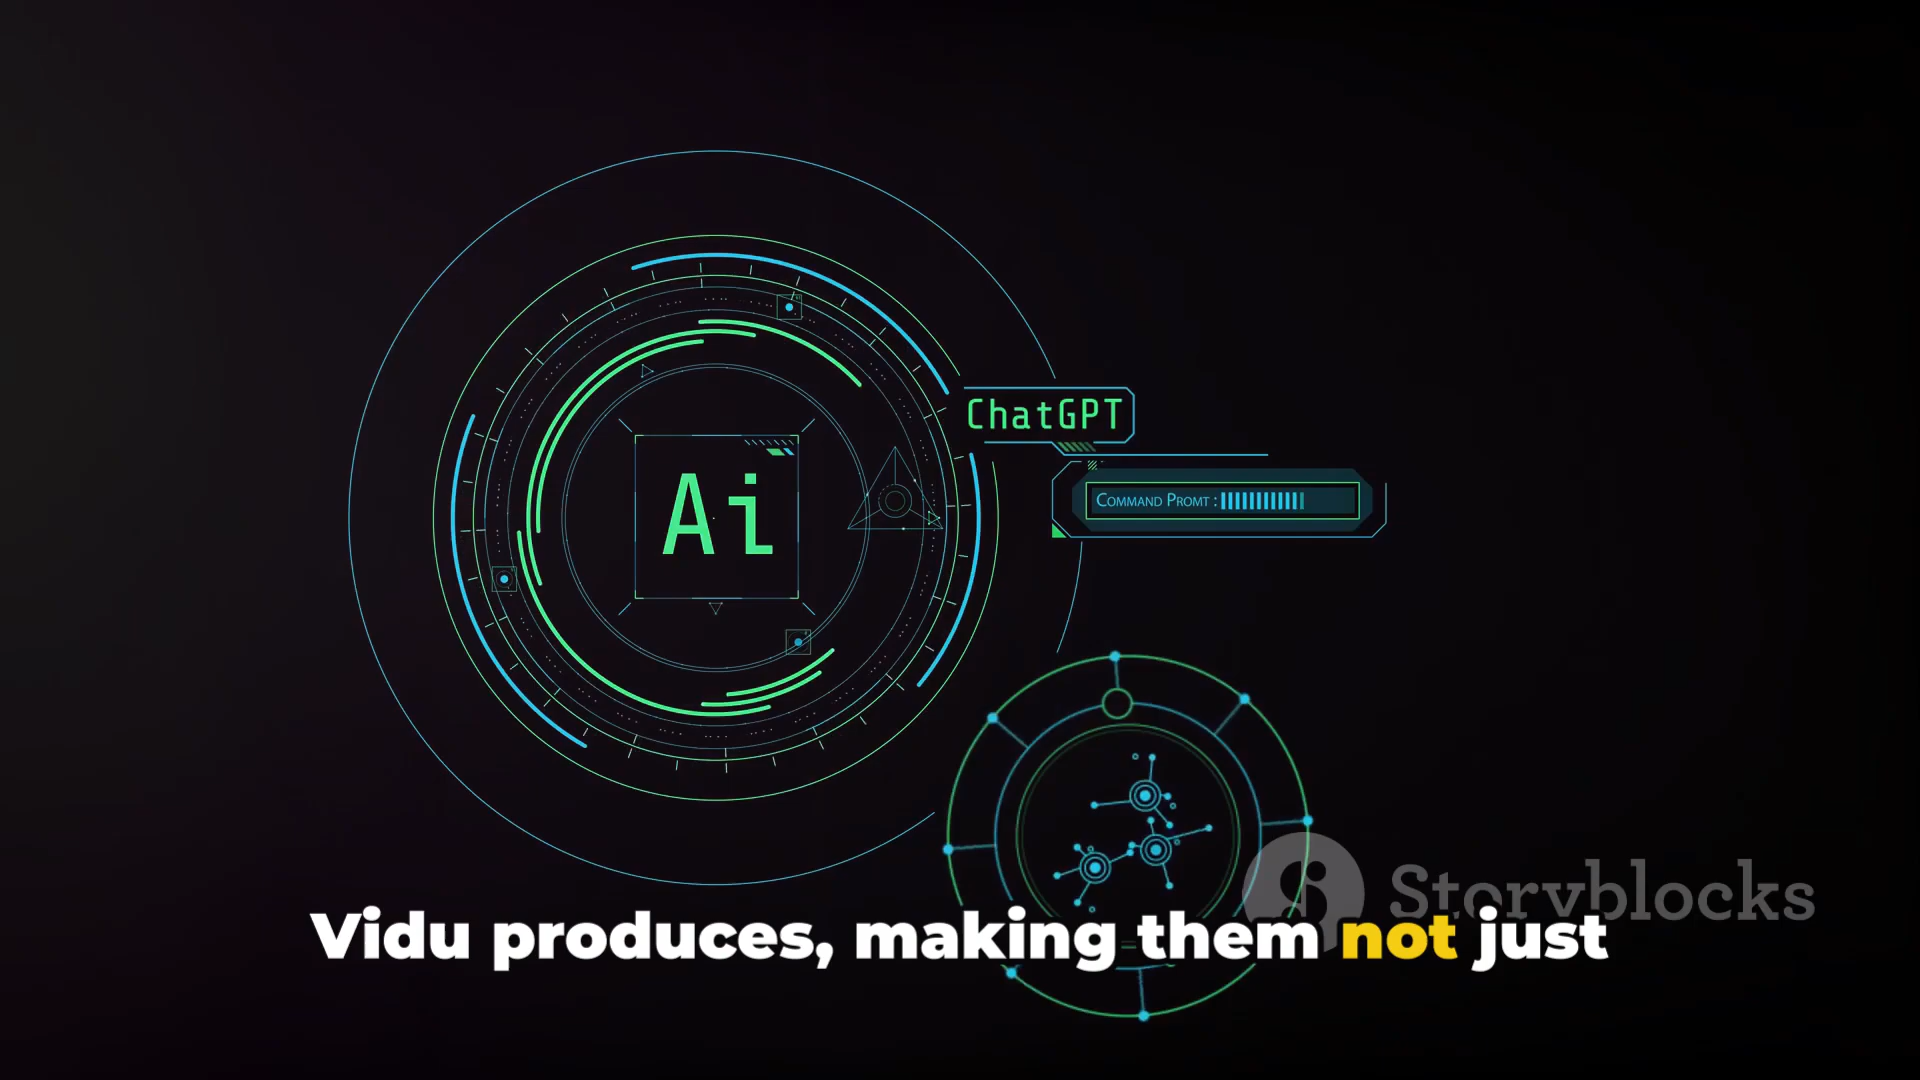 ChatGPT
Command Promt :
Ai
Storyblocks
Vidu produces, making them not just